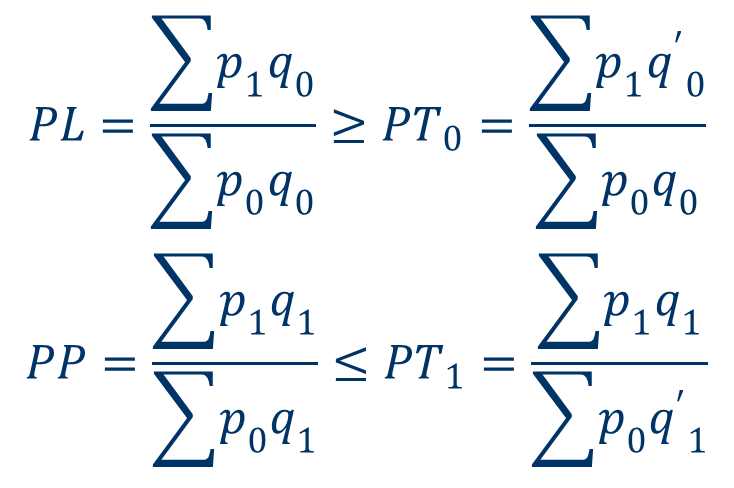 PL = ∑p₁q₀ / ∑p₀q₀ ≥ PT₀ = ∑p₁q′₀ / ∑p₀q₀
PP = ∑p₁q₁ / ∑p₀q₁ ≤ PT₁ = ∑p₁q₁ / ∑p₀q′₁